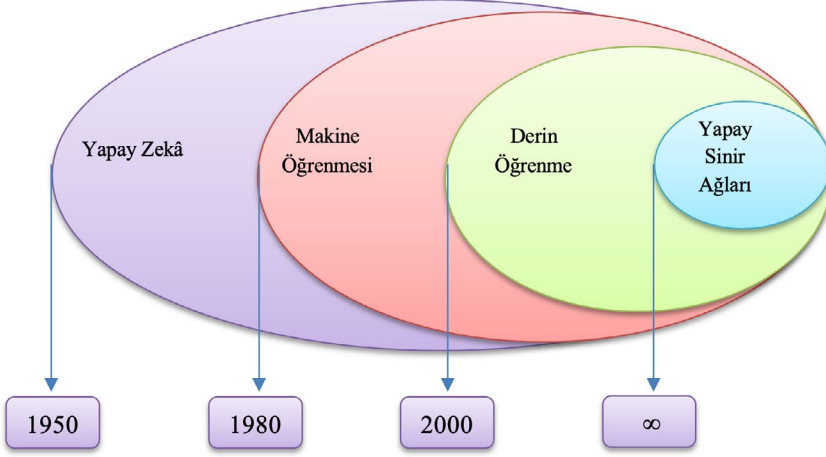 Yapay Zekâ
Makine
Öğrenmesi
Derin
Öğrenme
Yapay
Sinir
Ağları
1950
1980
2000
∞